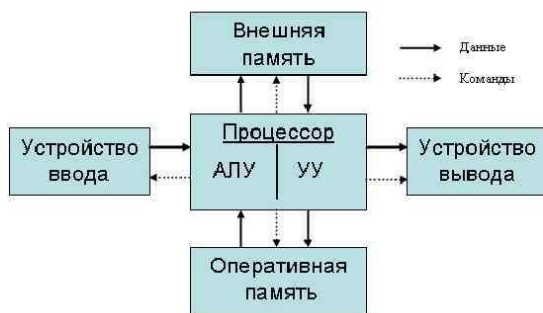 Внешняя
память
Данные
Команды
Процессор
АЛУ УУ
Устройство
ввода
Устройство
вывода
Оперативная
память